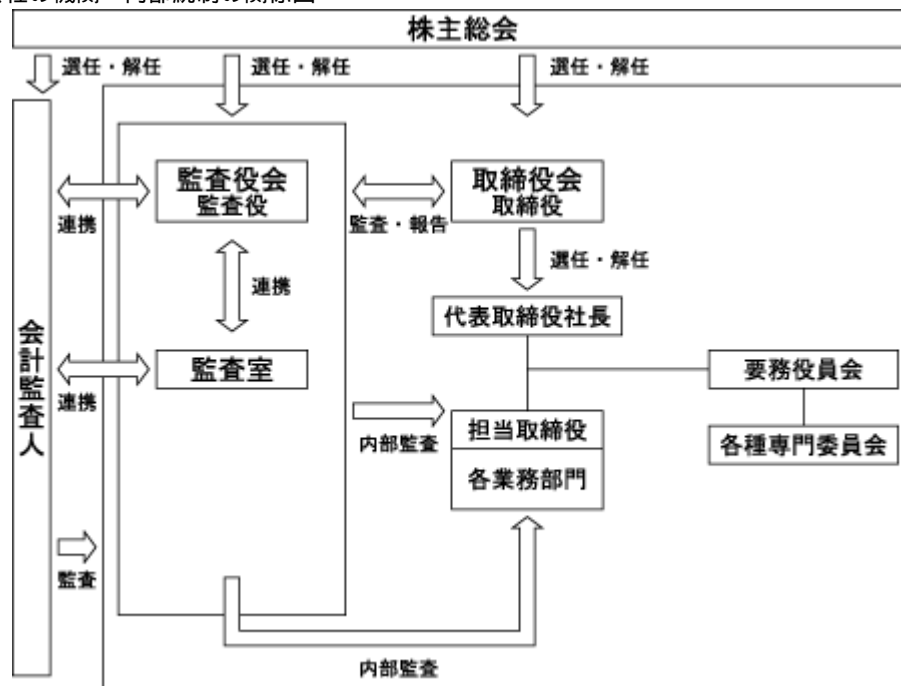 株主総会
選任・解任
選任・解任
選任・解任
監査役会
監査役
取締役会
取締役
連携
監査・報告
選任・解任
連携
代表取締役社長
会計監査人
監査室
要務役員会
連携
担当取締役
内部監査
各種専門委員会
各業務部門
監査
内部監査